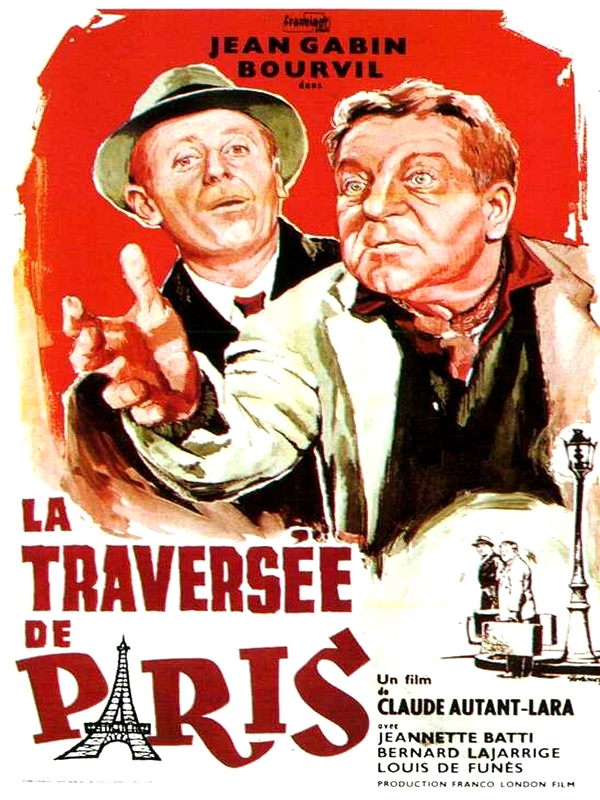 franciner
JEAN GABIN
BOURVIL
dans
LA
TRAVERSÉE
DE
PARIS
Un film
de
CLAUDE AUTANT-LARA
avec
JEANNETTE BATTI
BERNARD LAJARRIGE
LOUIS DE FUNÈS
PRODUCTION FRANCO LONDON FILM